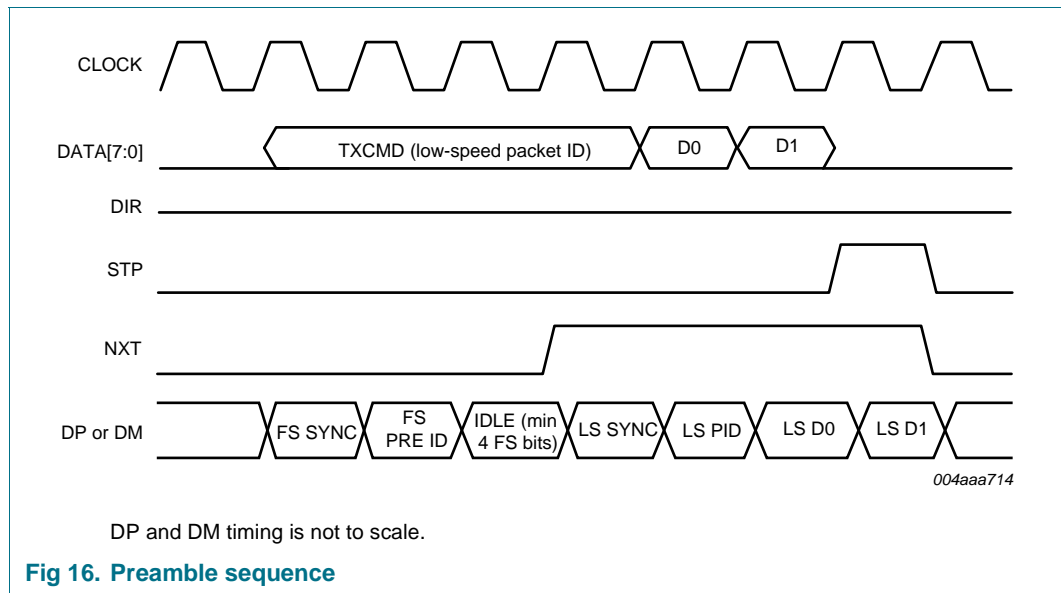 CLOCK
DATA[7:0]
TXCMD (low-speed packet ID)
D0
D1
DIR
STP
NXT
DP or DM
FS SYNC
FS
PRE ID
IDLE (min
4 FS bits)
LS SYNC
LS PID
LS D0
LS D1
004aaa714
DP and DM timing is not to scale.
Fig 16. Preamble sequence